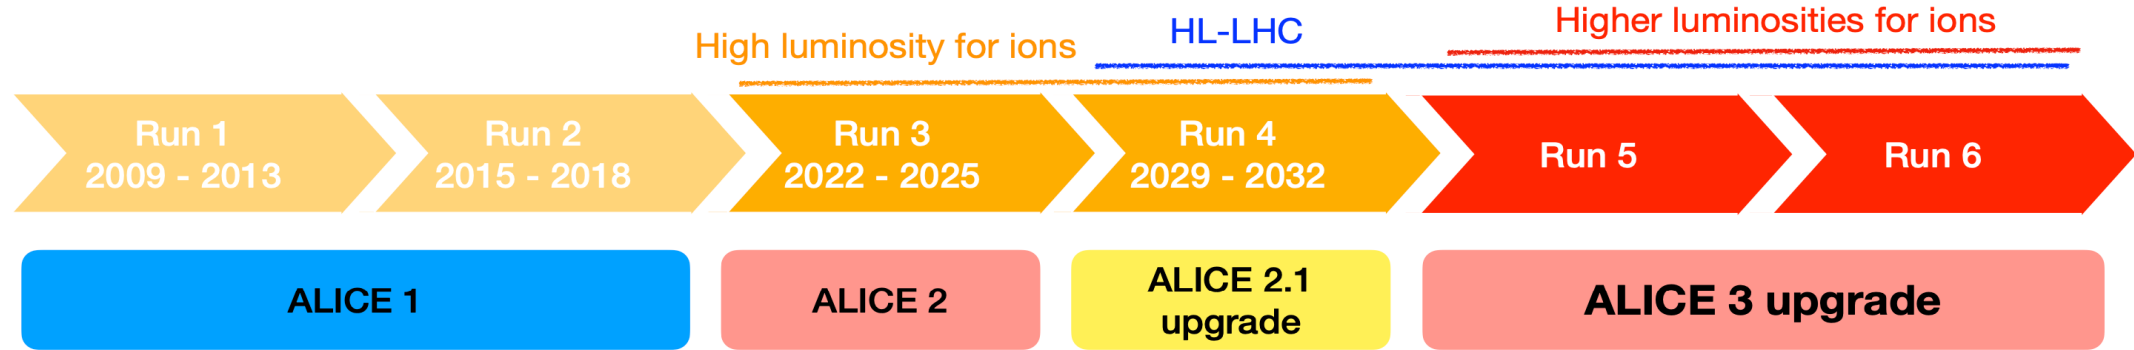 High luminosity for ions
HL-LHC
Higher luminosities for ions
Run 1
2009 - 2013
Run 2
2015 - 2018
Run 3
2022 - 2025
Run 4
2029 - 2032
Run 5
Run 6
ALICE 1
ALICE 2
ALICE 2.1
upgrade
ALICE 3 upgrade